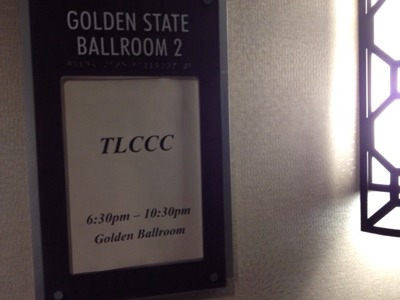 GOLDEN STATE
BALLROOM 2
TLCCC
6:30pm – 10:30pm
Golden Ballroom